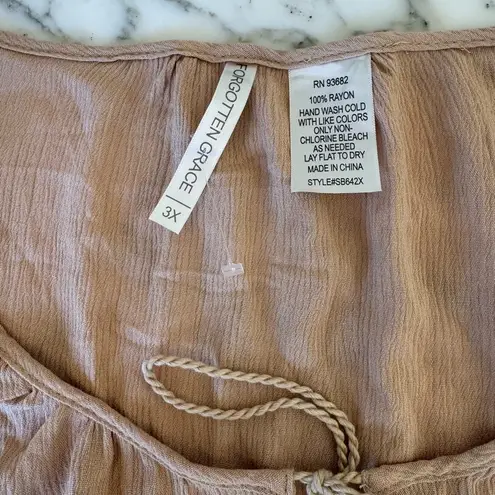 FORGOTTEN GRACE
3X
RN 93682
100% RAYON
HAND WASH COLD
WITH LIKE COLORS
ONLY NON-
CHLORINE BLEACH
AS NEEDED
LAY FLAT TO DRY
MADE IN CHINA
STYLE#SB642X